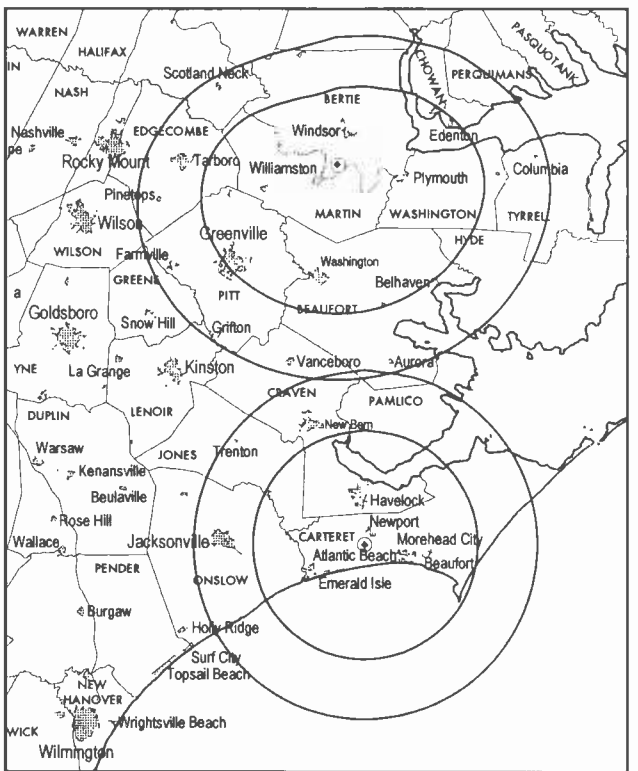 WARREN
HALIFAX
PASQUOTANK
IN
NASH
Scotland Neck
CHOWAN
PERQUIMANS
BERTIE
EDGECOMBE
Windsor
Edenton
Nashville
pe
Rocky Mount
Tarboro
Williamston
Plymouth
Columbia
Pinetops
MARTIN
WASHINGTON
TYRRELL
Wilson
Greenville
HYDE
WILSON
Farmville
Washington
GREENE
PITT
Belhaven
a
BEAUFORT
Goldsboro
Snow Hill
Grifton
YNE
La Grange
Kinston
Vanceboro
Aurora
CRAVEN
PAMLICO
DUPLIN
LENOIR
New Bern
Warsaw
JONES
Trenton
Kenansville
Beulaville
Havelock
Rose Hill
Newport
Wallace
Jacksonville
CARTERET
Morehead City
Atlantic Beach
Beaufort
PENDER
ONSLOW
Emerald Isle
Burgaw
Holly Ridge
Surf City
Topsail Beach
NEW
HANOVER
WICK
Wrightsville Beach
Wilmington